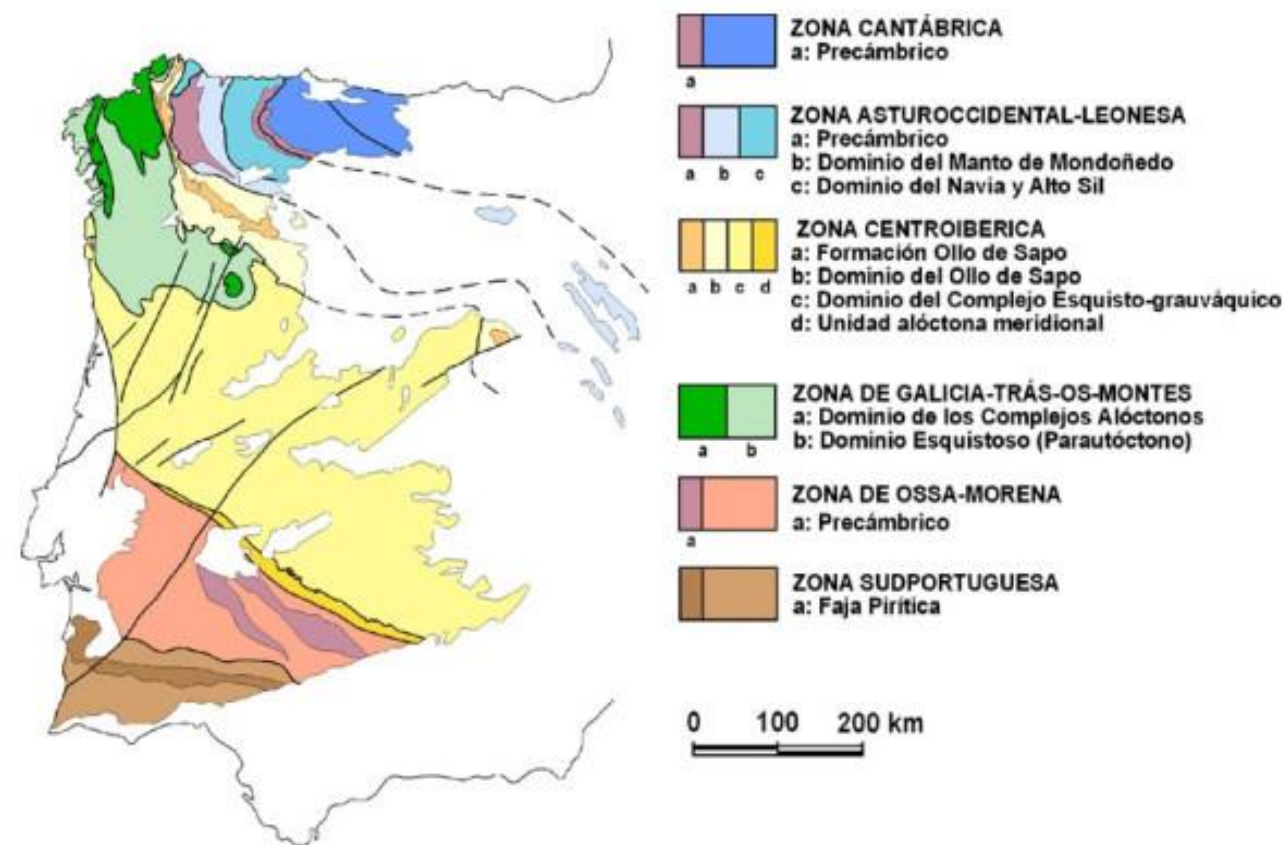 ZONA CANTÁBRICA
a: Precámbrico
a
ZONA ASTUROCCIDENTAL-LEONESA
a: Precámbrico
b: Dominio del Manto de Mondoñedo
c: Dominio del Navia y Alto Sil
a b c
ZONA CENTROIBERICA
a: Formación Ollo de Sapo
b: Dominio del Ollo de Sapo
c: Dominio del Complejo Esquisto-grauváquico
d: Unidad alóctona meridional
a b c d
ZONA DE GALICIA-TRÁS-OS-MONTES
a: Dominio de los Complejos Alóctonos
b: Dominio Esquistoso (Parautóctono)
a b
ZONA DE OSSA-MORENA
a: Precámbrico
a
ZONA SUDPORTUGUESA
a: Faja Pirítica
0 100 200 km